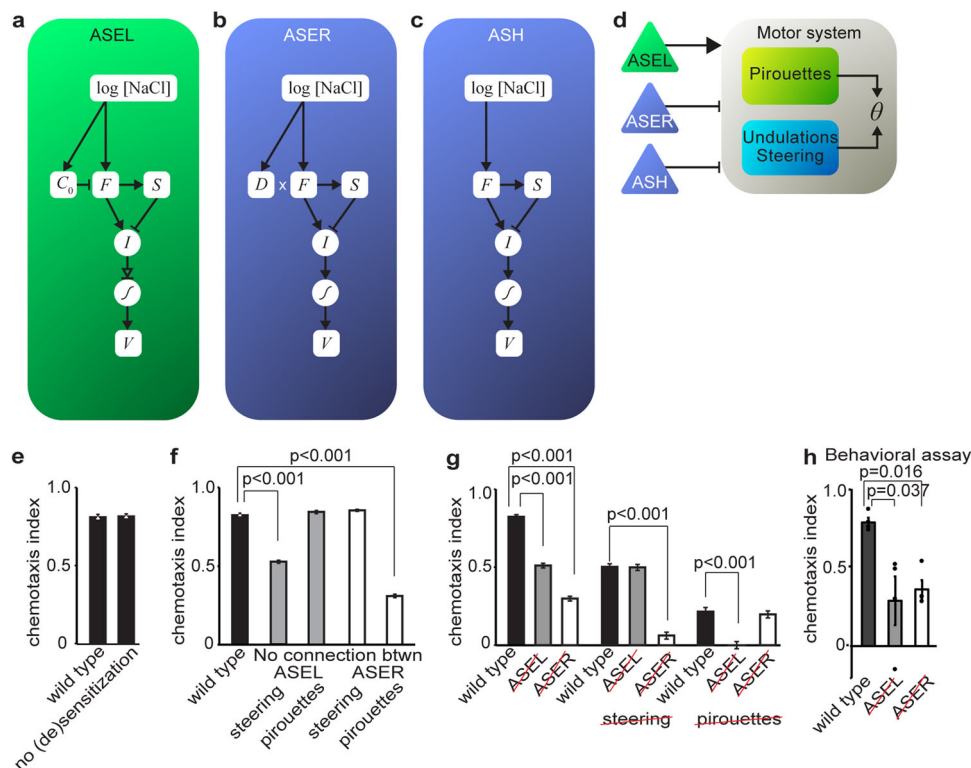 a
b
c
d
ASEL
ASER
ASH
log [NaCl]
log [NaCl]
log [NaCl]
C₀ F S
D x F S
F S
I
I
I
∫
∫
∫
V
V
V
Motor system
ASEL
ASER
ASH
Pirouettes
Undulations
Steering
θ
e
chemotaxis index
1.0
0.5
0
wild type
no (de)sensitization
f
p<0.001
p<0.001
chemotaxis index
1.0
0.5
0
wild type
No connection btwn
ASEL ASER
steering
pirouettes
steering
pirouettes
g
p<0.001
p<0.001
p<0.001
p<0.001
chemotaxis index
1.0
0.5
0
wild type
ASEL
ASER
wild type
ASEL
ASER
wild type
ASEL
ASER
steering pirouettes
h
Behavioral assay
p=0.016
p=0.037
chemotaxis index
1.0
0.5
0
wild type
ASEL
ASER